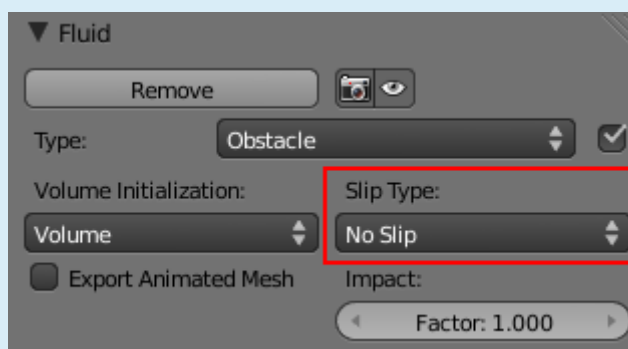 Fluid
Remove
Type: Obstacle
Volume Initialization: Slip Type:
Volume No Slip
Export Animated Mesh Impact:
Factor: 1.000